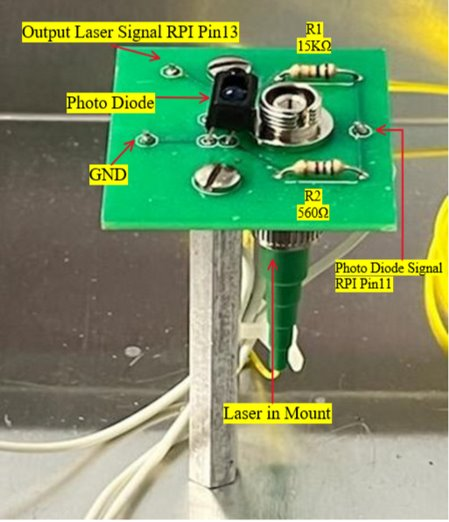 Output Laser Signal RPI Pin13
R1
15KΩ
Photo Diode
GND
R2
560Ω
Photo Diode Signal
RPI Pin11
Laser in Mount